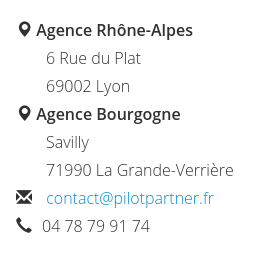 Agence Rhône-Alpes
6 Rue du Plat
69002 Lyon
Agence Bourgogne
Savilly
71990 La Grande-Verrière
contact@pilotpartner.fr
04 78 79 91 74